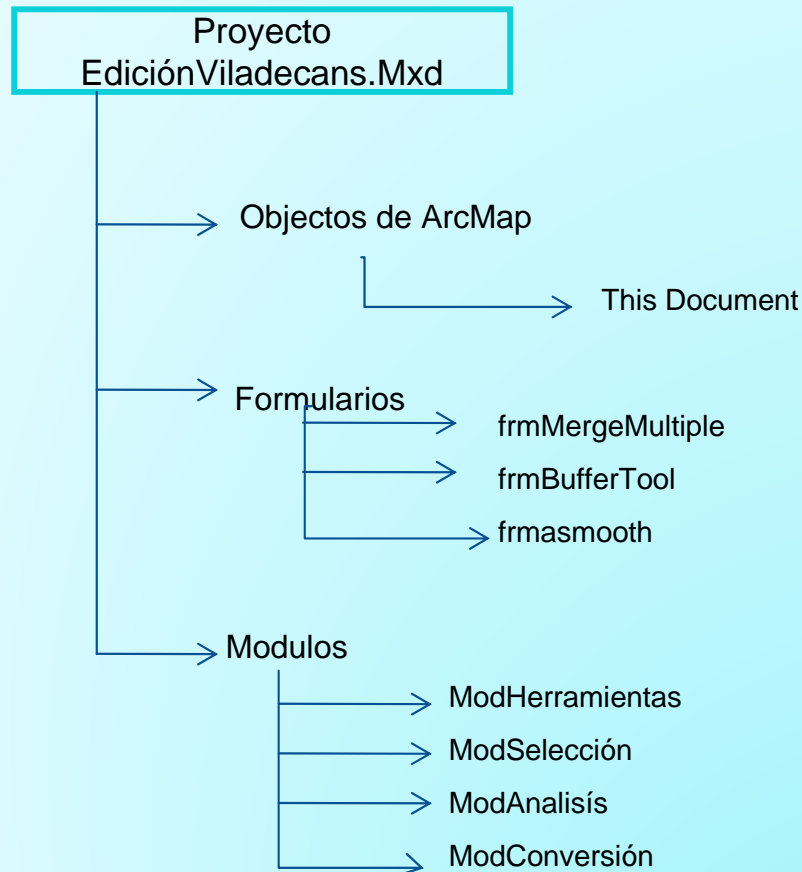 Proyecto
EdiciónViladecans.Mxd
Objectos de ArcMap
This Document
Formularios
frmMergeMultiple
frmBufferTool
frmasmooth
Modulos
ModHerramientas
ModSelección
ModAnalisís
ModConversión